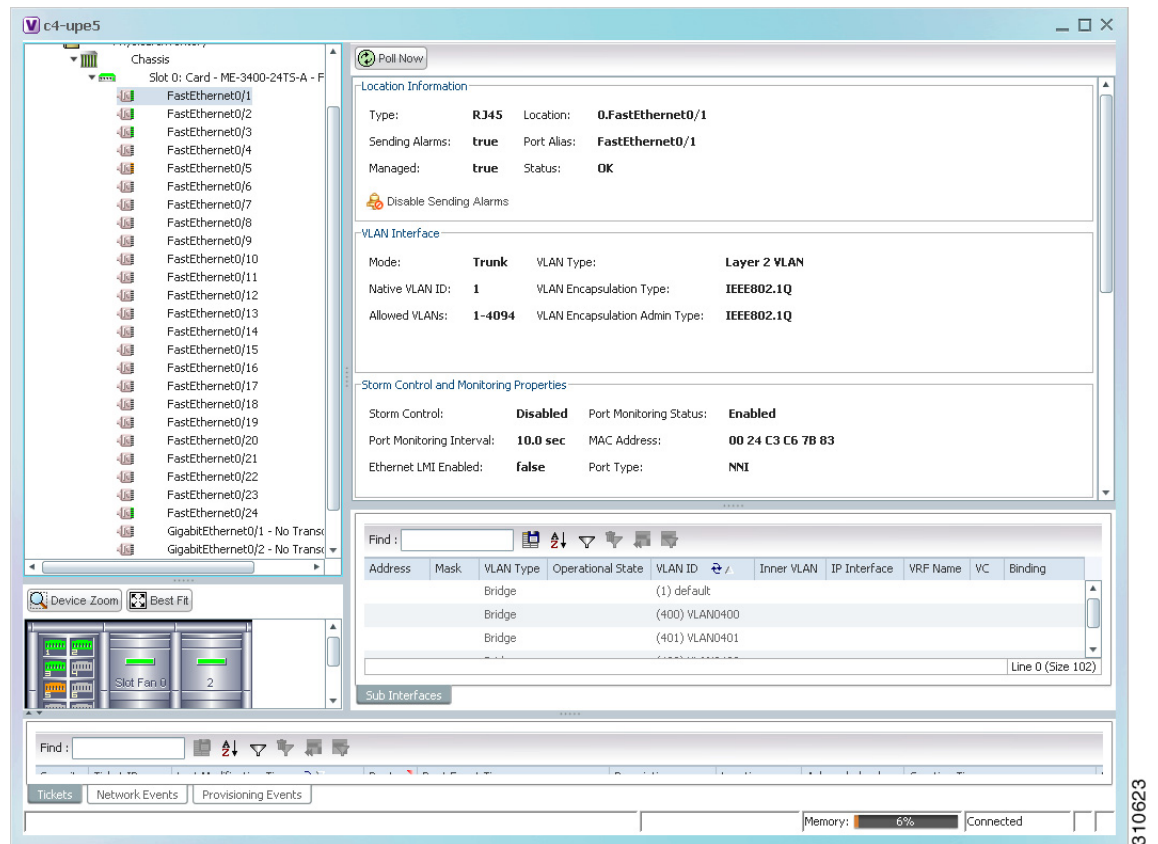 c4-upe5
Chassis
Slot 0: Card - ME-3400-24TS-A - F
FastEthernet0/1
FastEthernet0/2
FastEthernet0/3
FastEthernet0/4
FastEthernet0/5
FastEthernet0/6
FastEthernet0/7
FastEthernet0/8
FastEthernet0/9
FastEthernet0/10
FastEthernet0/11
FastEthernet0/12
FastEthernet0/13
FastEthernet0/14
FastEthernet0/15
FastEthernet0/16
FastEthernet0/17
FastEthernet0/18
FastEthernet0/19
FastEthernet0/20
FastEthernet0/21
FastEthernet0/22
FastEthernet0/23
FastEthernet0/24
GigabitEthernet0/1 - No Transc
GigabitEthernet0/2 - No Transc
Device Zoom Best Fit
1 2
3
5
Slot Fan 0 2
Poll Now
Location Information
Type: RJ45 Location: 0.FastEthernet0/1
Sending Alarms: true Port Alias: FastEthernet0/1
Managed: true Status: OK
Disable Sending Alarms
VLAN Interface
Mode: Trunk VLAN Type: Layer 2 VLAN
Native VLAN ID: 1 VLAN Encapsulation Type: IEEE802.1Q
Allowed VLANs: 1-4094 VLAN Encapsulation Admin Type: IEEE802.1Q
Storm Control and Monitoring Properties
Storm Control: Disabled Port Monitoring Status: Enabled
Port Monitoring Interval: 10.0 sec MAC Address: 00 24 C3 C6 7B 83
Ethernet LMI Enabled: false Port Type: NNI
Find :
Address Mask VLAN Type Operational State VLAN ID Inner VLAN IP Interface VRF Name VC Binding
Bridge (1) default
Bridge (400) VLAN0400
Bridge (401) VLAN0401
Line 0 (Size 102)
Sub Interfaces
Find :
Tickets Network Events Provisioning Events
Memory: 6% Connected
310623